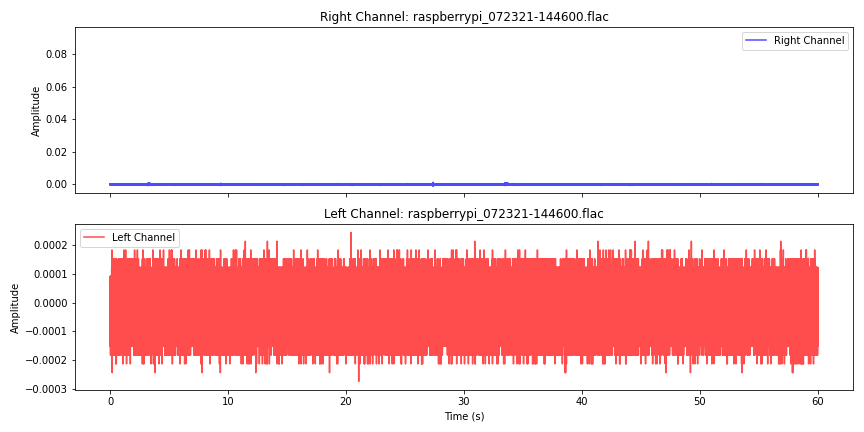 Right Channel: raspberrypi_072321-144600.flac
Right Channel
Amplitude
0.08
0.06
0.04
0.02
0.00
Left Channel: raspberrypi_072321-144600.flac
Left Channel
Amplitude
0.0002
0.0001
0.0000
−0.0001
−0.0002
−0.0003
0 10 20 30 40 50 60
Time (s)